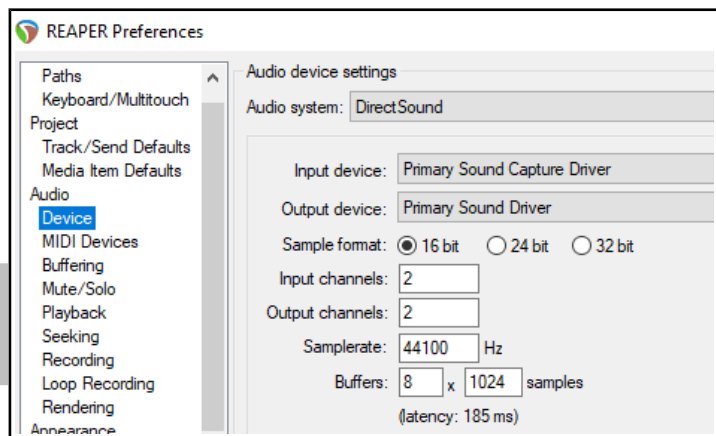 REAPER Preferences
Paths
Keyboard/Multitouch
Project
Track/Send Defaults
Media Item Defaults
Audio
Device
MIDI Devices
Buffering
Mute/Solo
Playback
Seeking
Recording
Loop Recording
Rendering
Appearance
Audio device settings
Audio system: DirectSound
Input device: Primary Sound Capture Driver
Output device: Primary Sound Driver
Sample format: 16 bit 24 bit 32 bit
Input channels: 2
Output channels: 2
Samplerate: 44100 Hz
Buffers: 8 x 1024 samples
(latency: 185 ms)